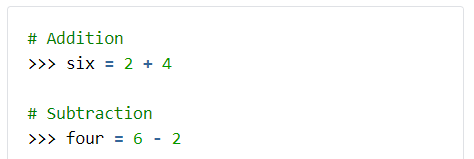 # Addition
>>> six = 2 + 4
# Subtraction
>>> four = 6 - 2